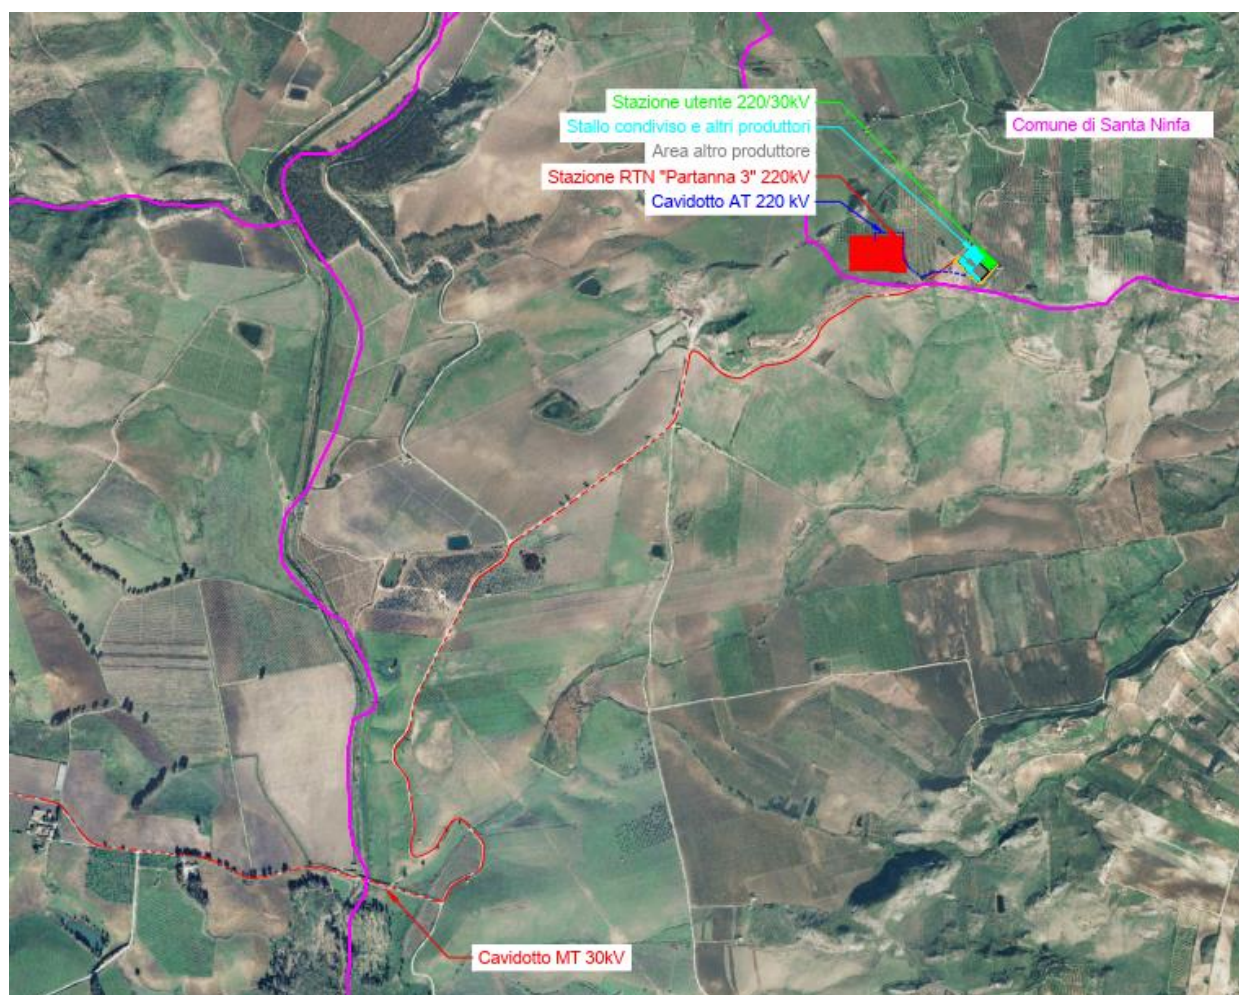 Stazione utente 220/30kV
Stallo condiviso e altri produttori
Comune di Santa Ninfa
Area altro produttore
Stazione RTN "Partanna 3" 220kV
Cavidotto AT 220 kV
Cavidotto MT 30kV